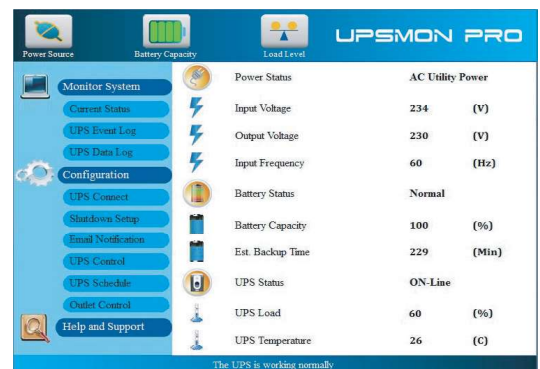 UPSMON PRO
Power Source
Battery Capacity
Load Level
Monitor System
Current Status
UPS Event Log
UPS Data Log
Configuration
UPS Connect
Shutdown Setup
Email Notification
UPS Control
UPS Schedule
Outlet Control
Help and Support
Power Status AC Utility Power
Input Voltage 234 (V)
Output Voltage 230 (V)
Input Frequency 60 (Hz)
Battery Status Normal
Battery Capacity 100 (%)
Est. Backup Time 229 (Min)
UPS Status ON-Line
UPS Load 60 (%)
UPS Temperature 26 (C)
The UPS is working normally